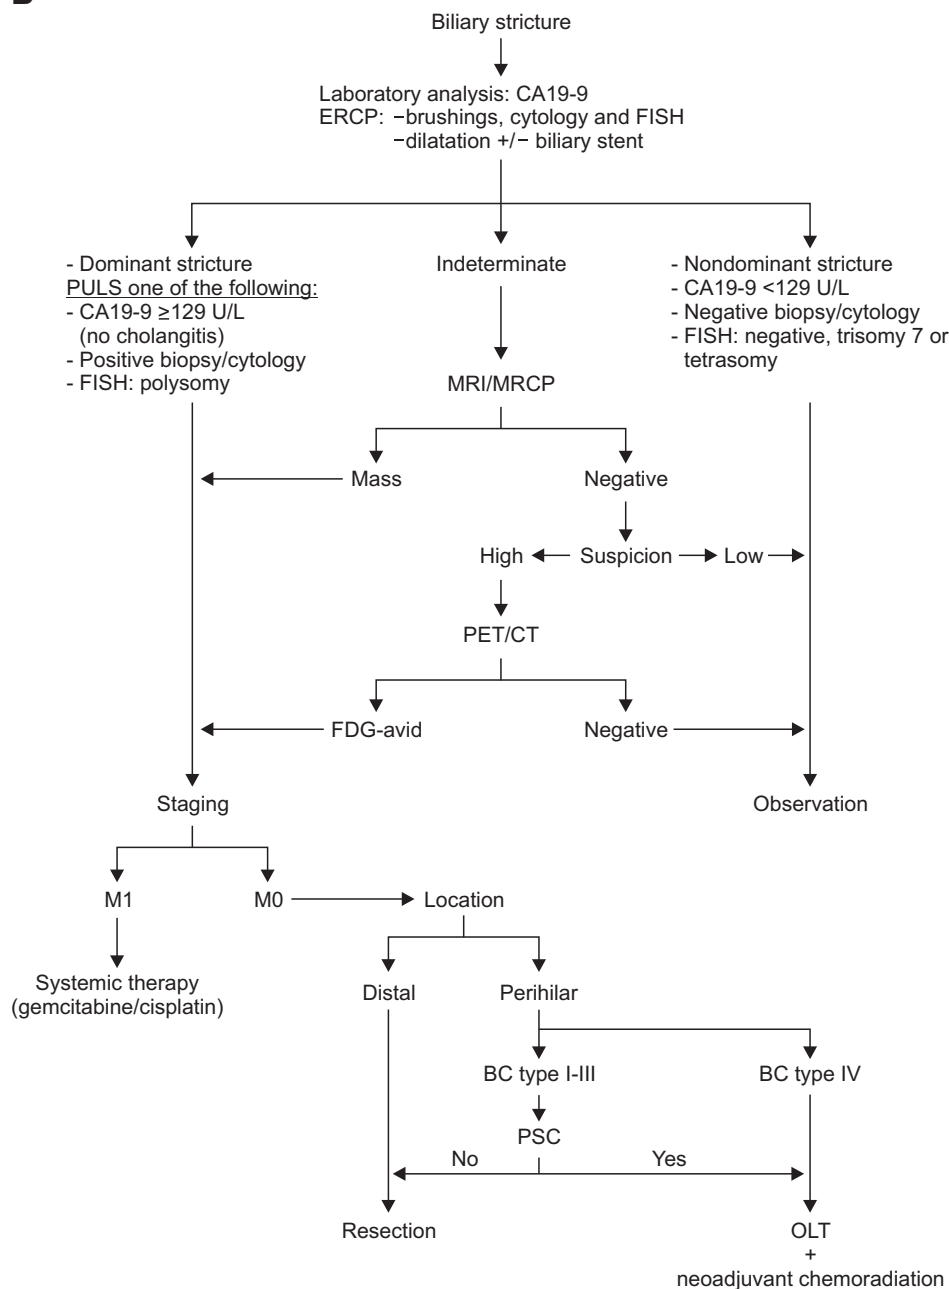 Biliary stricture
Laboratory analysis: CA19-9
ERCP: −brushings, cytology and FISH
−dilatation +/− biliary stent
- Dominant stricture
PULS one of the following:
- CA19-9 ≥129 U/L
(no cholangitis)
- Positive biopsy/cytology
- FISH: polysomy
Indeterminate
- Nondominant stricture
- CA19-9 <129 U/L
- Negative biopsy/cytology
- FISH: negative, trisomy 7 or
tetrasomy
MRI/MRCP
Mass
Negative
High
Suspicion
Low
PET/CT
FDG-avid
Negative
Staging
Observation
M1
M0
Location
Systemic therapy
(gemcitabine/cisplatin)
Distal
Perihilar
BC type I-III
BC type IV
PSC
No
Yes
Resection
OLT
+
neoadjuvant chemoradiation